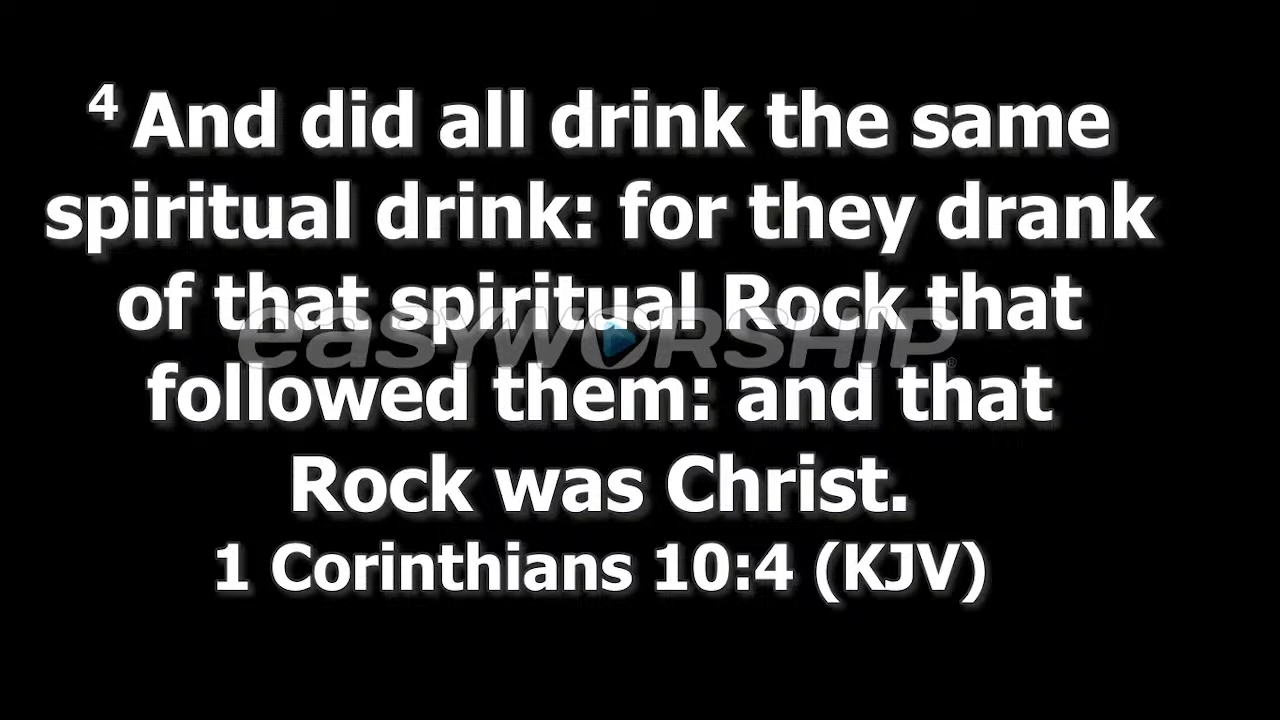 4 And did all drink the same
spiritual drink: for they drank
of that spiritual Rock that
easyworship®
followed them: and that
Rock was Christ.
1 Corinthians 10:4 (KJV)